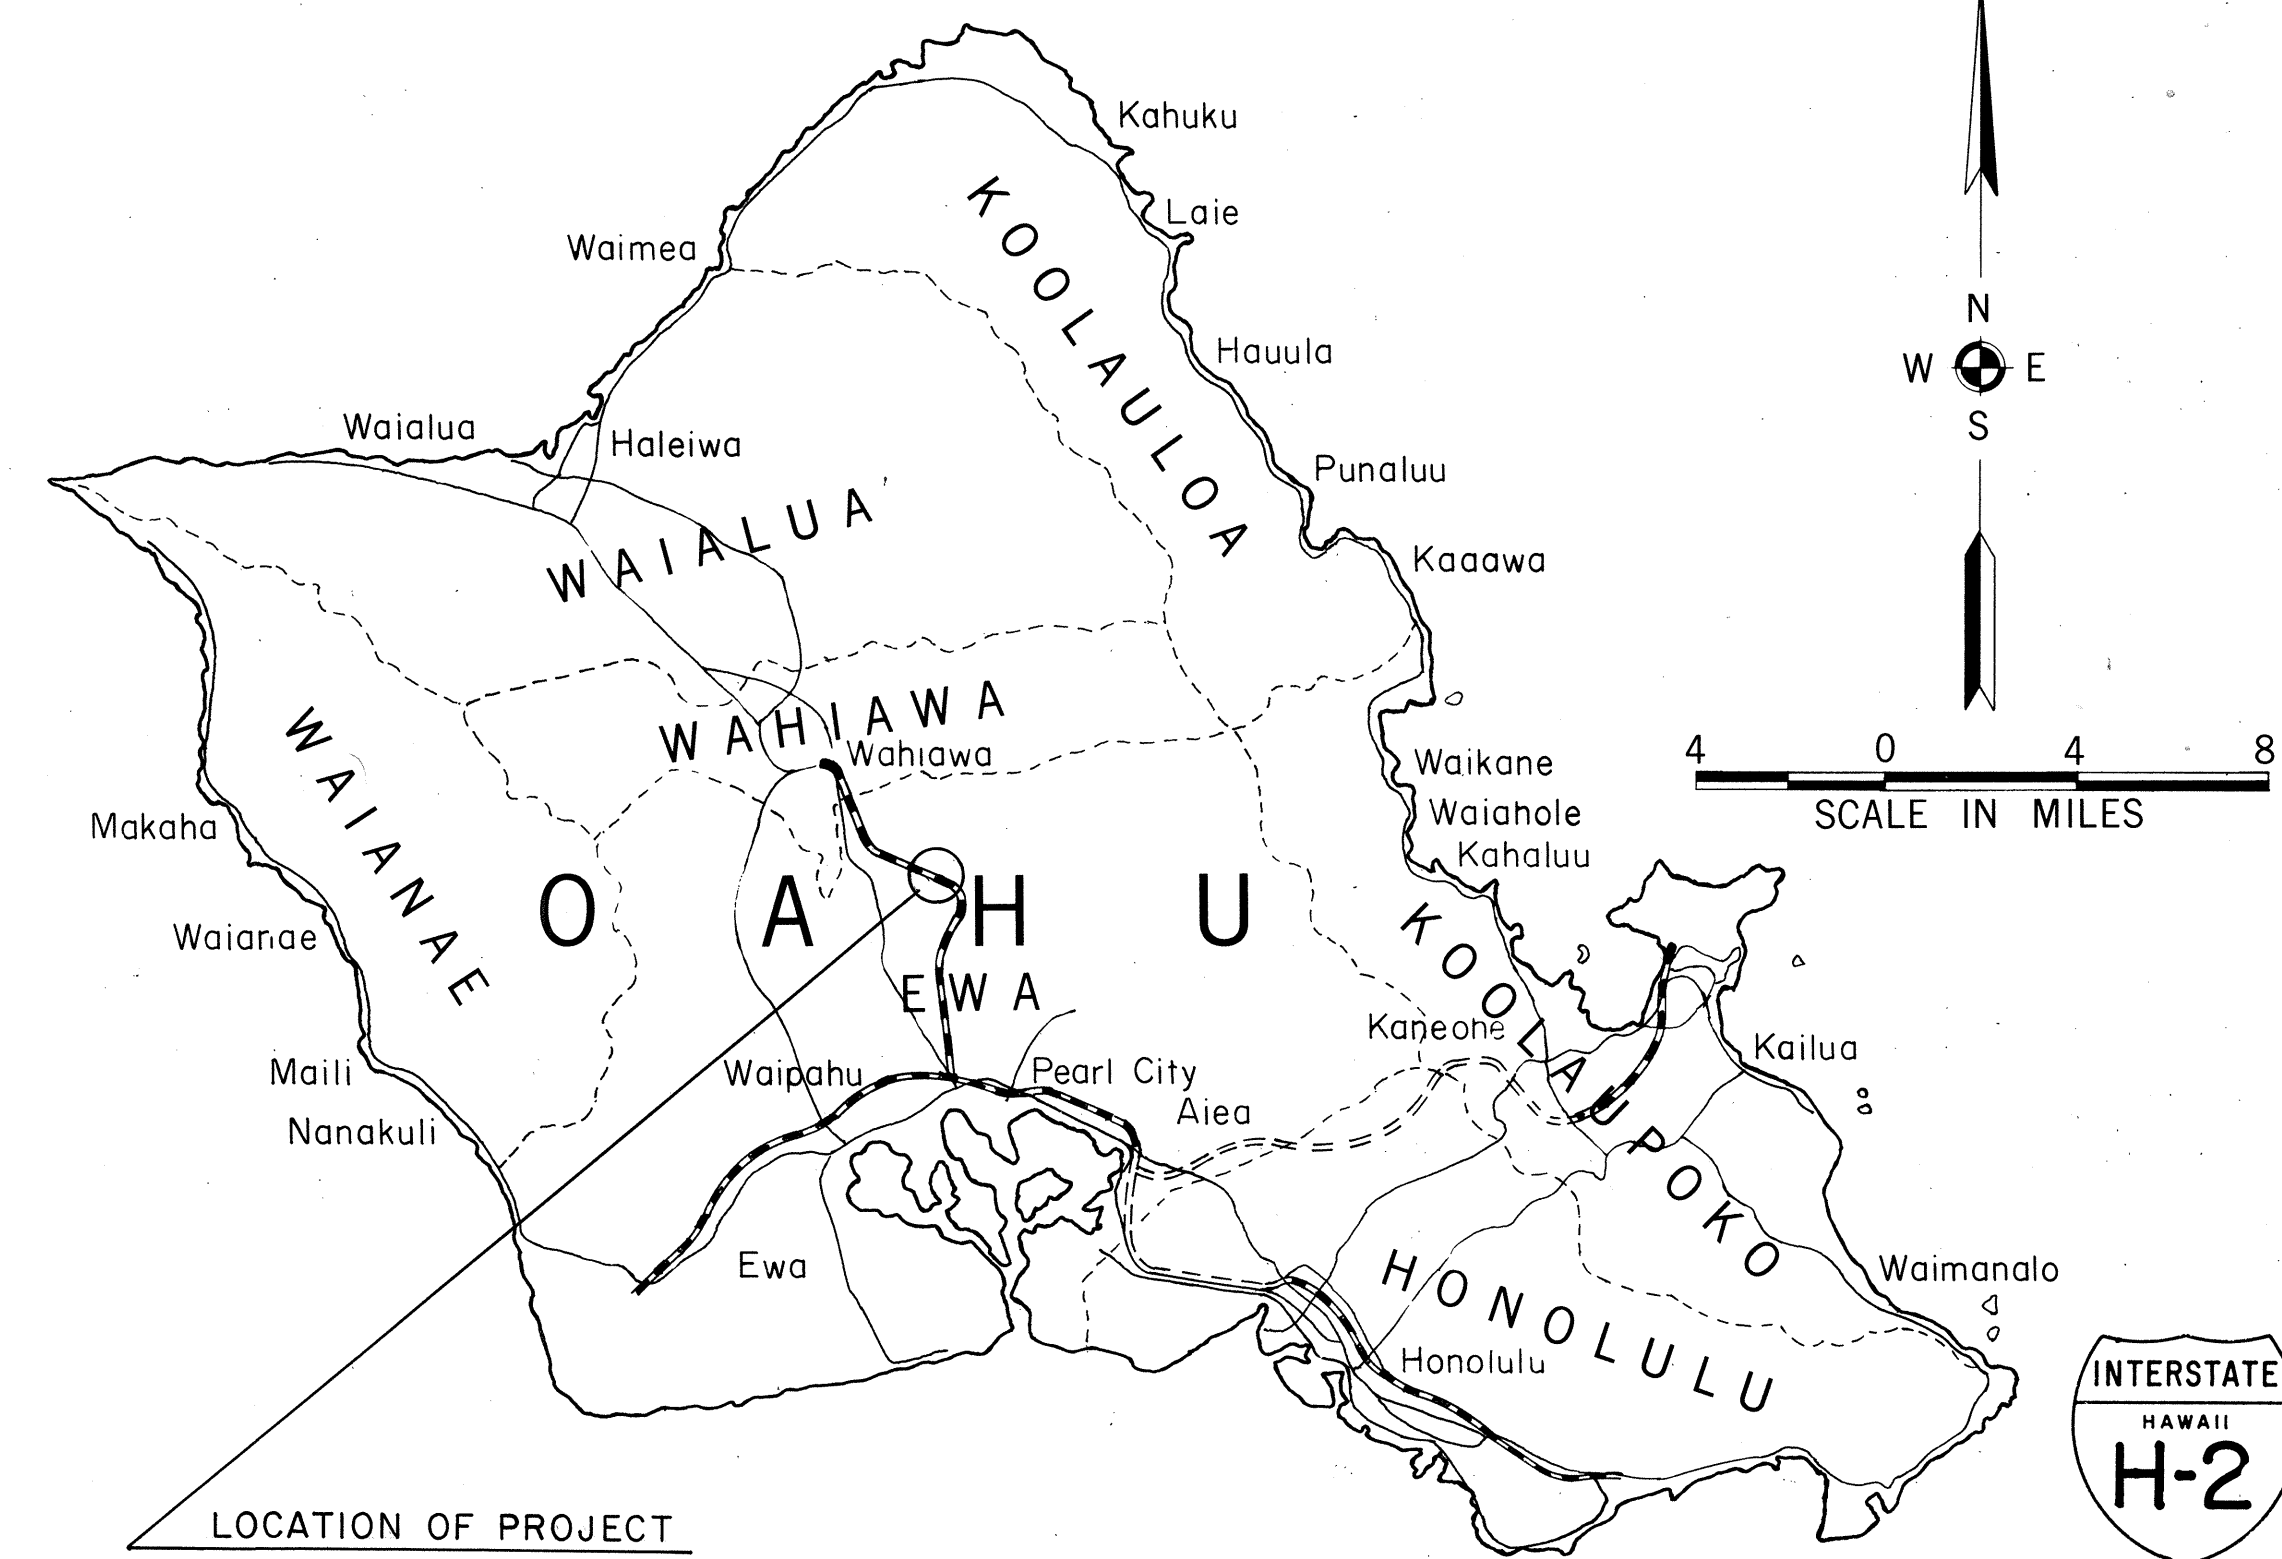 Kahuku
Laie
Waimea
KOOLAULOA
N
W E
S
Hauula
Waialua
Haleiwa
Punaluu
WAIALUA
Kaaawa
WAHIAWA
Wahiawa
WAIANAE
4 0 4 8
SCALE IN MILES
Waikane
Waiahole
Kahaluu
Makaha
OAHU
Waianae
KOOLAUPOKO
EWA
Kaneohe
Kailua
Maili
Waipahu
Pearl City
Aiea
Nanakuli
Ewa
HONOLULU
Waimanalo
Honolulu
INTERSTATE
HAWAII
H-2
LOCATION OF PROJECT